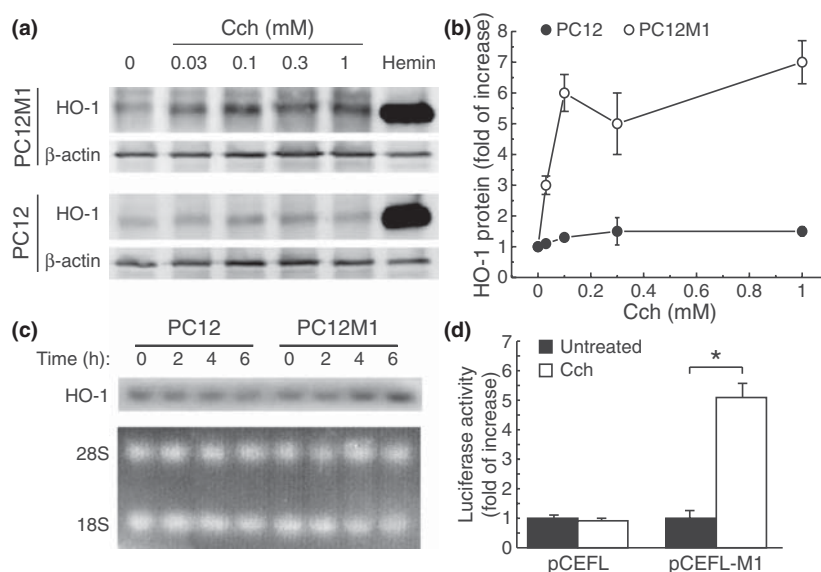 (a)
Cch (mM)
0 0.03 0.1 0.3 1 Hemin
PC12M1
HO-1
β-actin
PC12
HO-1
β-actin
(b)
PC12 PC12M1
HO-1 protein (fold of increase)
8
7
6
5
4
3
2
1
0
0 0.2 0.4 0.6 0.8 1
Cch (mM)
(c)
PC12 PC12M1
Time (h): 0 2 4 6 0 2 4 6
HO-1
28S
18S
(d)
Untreated
Cch
*
Luciferase activity
(fold of increase)
7
6
5
4
3
2
1
0
pCEFL pCEFL-M1